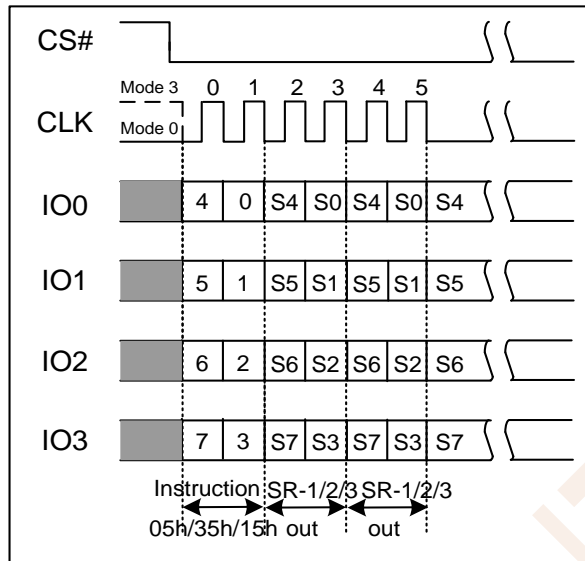 CS#
Mode 3 0 1 2 3 4 5
CLK
Mode 0
IO0 4 0 S4 S0 S4 S0 S4
IO1 5 1 S5 S1 S5 S1 S5
IO2 6 2 S6 S2 S6 S2 S6
IO3 7 3 S7 S3 S7 S3 S7
Instruction SR-1/2/3 SR-1/2/3
05h/35h/15h out out